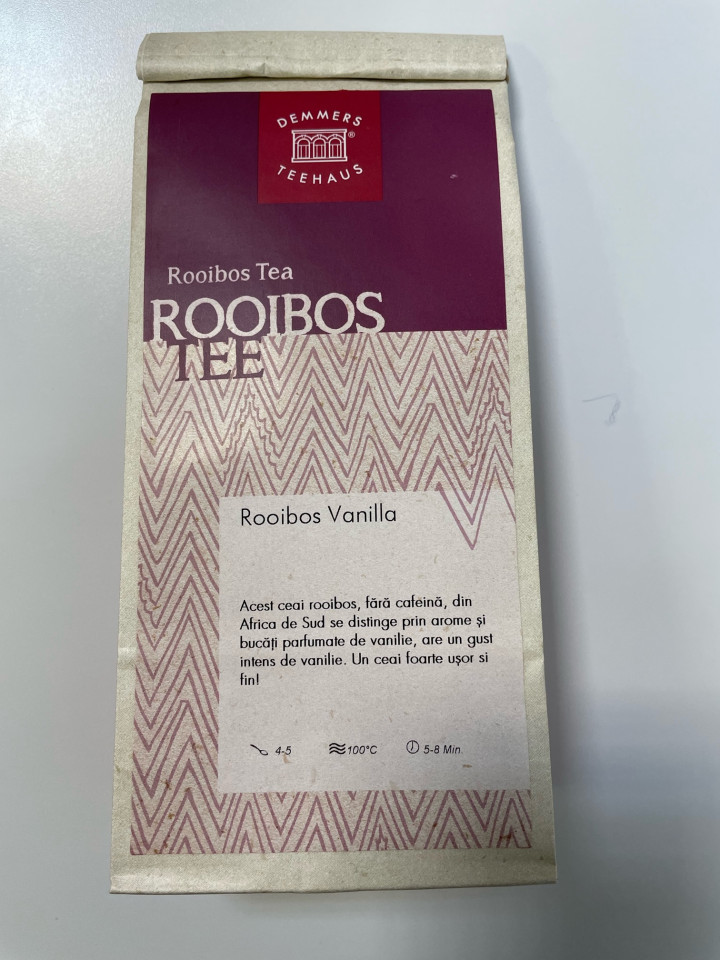 DEMMERS
®
TEEHAUS
Rooibos Tea
ROOIBOS
TEE
Rooibos Vanilla
Acest ceai rooibos, fără cafeină, din
Africa de Sud se distinge prin arome și
bucăți parfumate de vanilie, are un gust
intens de vanilie. Un ceai foarte ușor si
fin!
4-5 100°C 5-8 Min.